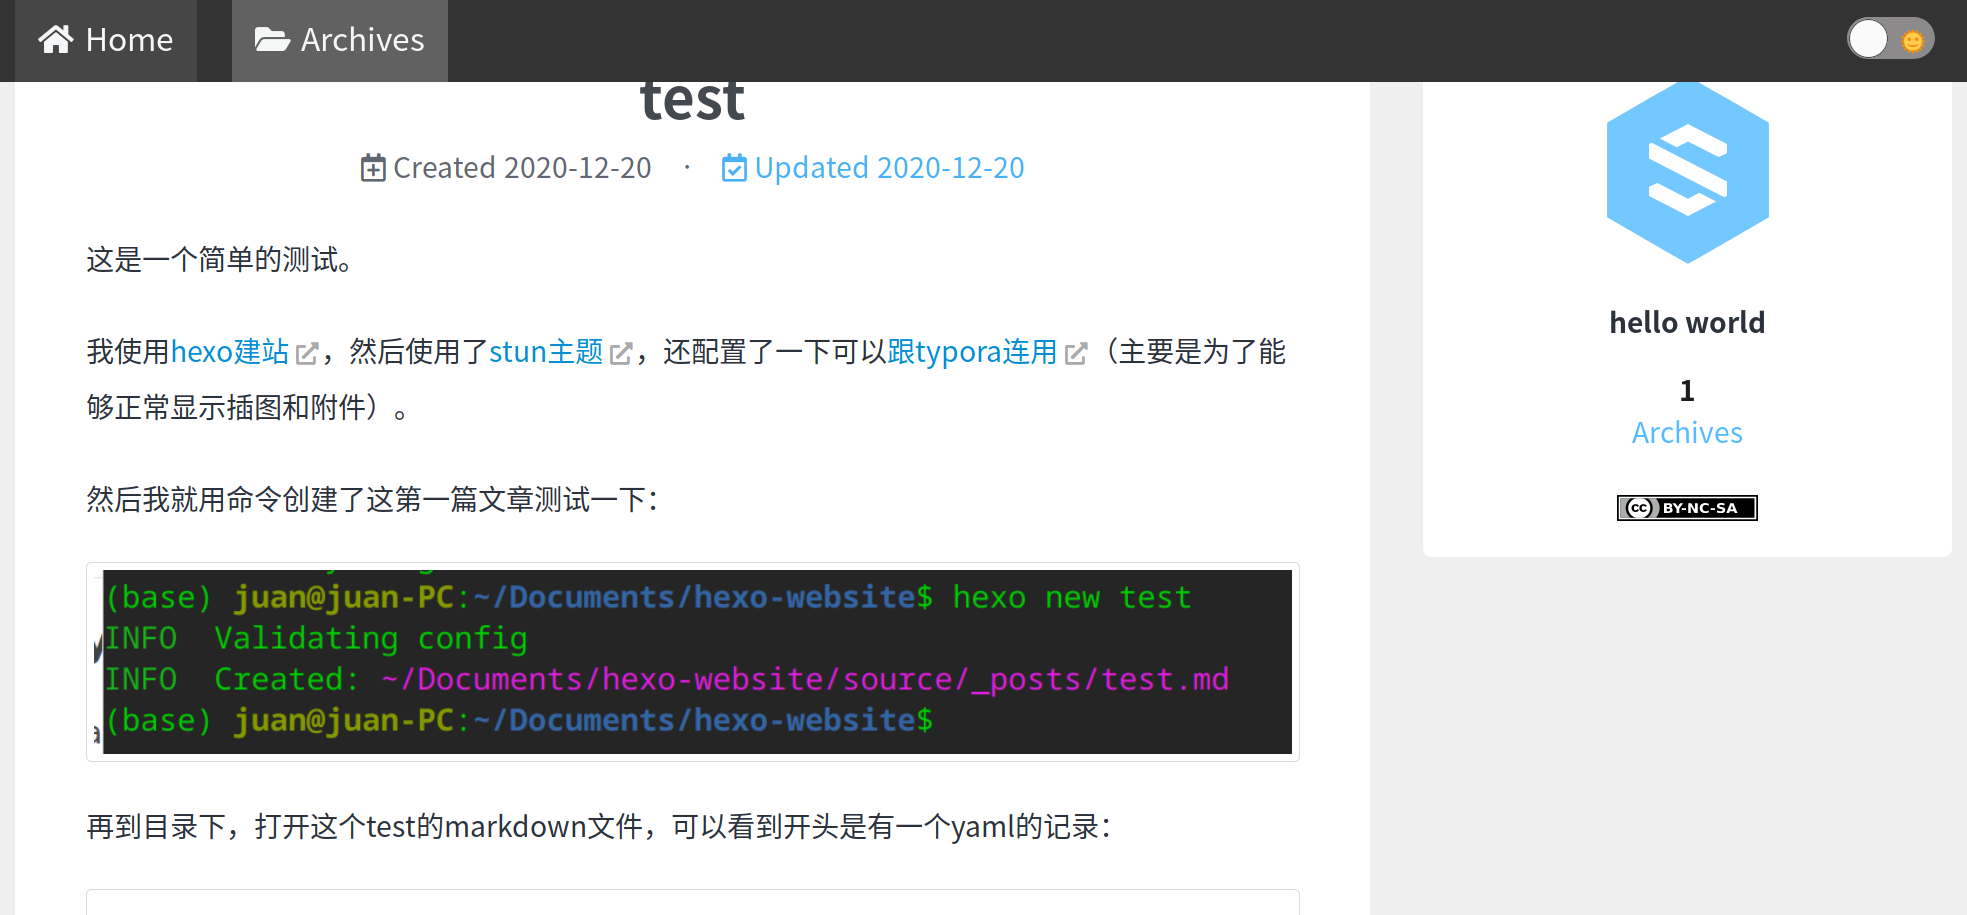 Home
Archives
test
Created 2020-12-20 · Updated 2020-12-20
这是一个简单的测试。
我使用hexo建站，然后使用了stun主题，还配置了一下可以跟typora连用（主要是为了能
够正常显示插图和附件）。
然后我就用命令创建了这第一篇文章测试一下：
(base) juan@juan-PC:~/Documents/hexo-website$ hexo new test
INFO  Validating config
INFO  Created: ~/Documents/hexo-website/source/_posts/test.md
(base) juan@juan-PC:~/Documents/hexo-website$
再到目录下，打开这个test的markdown文件，可以看到开头是有一个yaml的记录：
hello world
1
Archives
cc BY-NC-SA